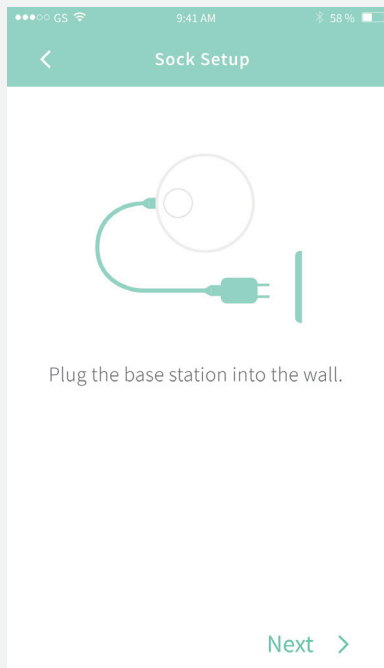 GS 9:41 AM 58 %
Sock Setup
Plug the base station into the wall.
Next